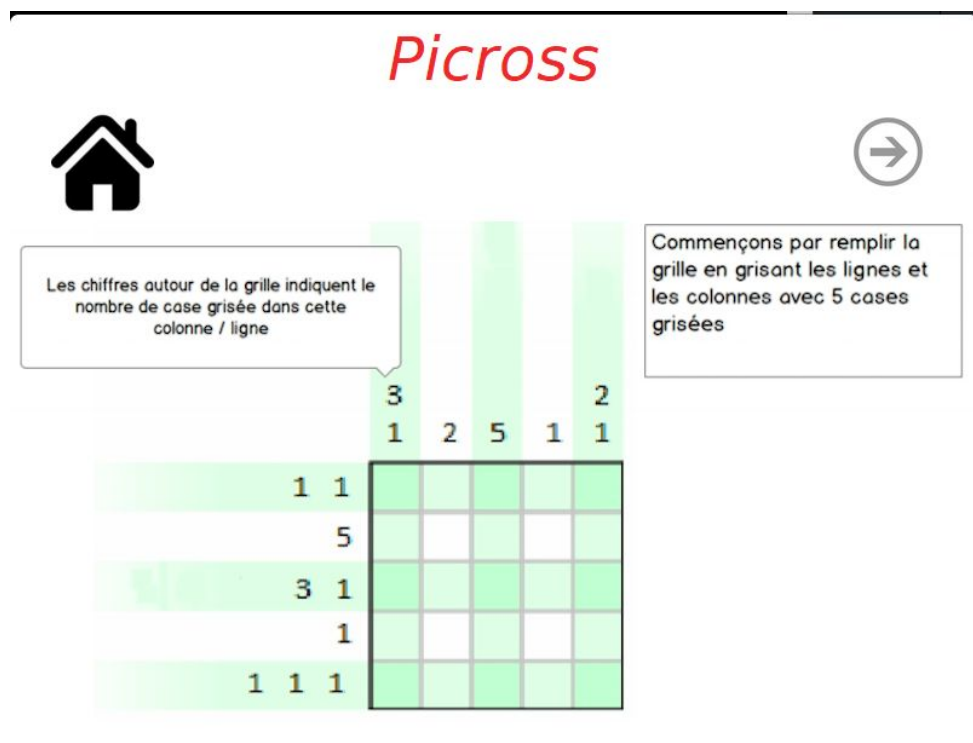 Picross
Les chiffres autour de la grille indiquent le
nombre de case grisée dans cette
colonne / ligne
Commençons par remplir la
grille en grisant les lignes et
les colonnes avec 5 cases
grisées
3 2
1 2 5 1 1
1 1
5
3 1
1
1 1 1